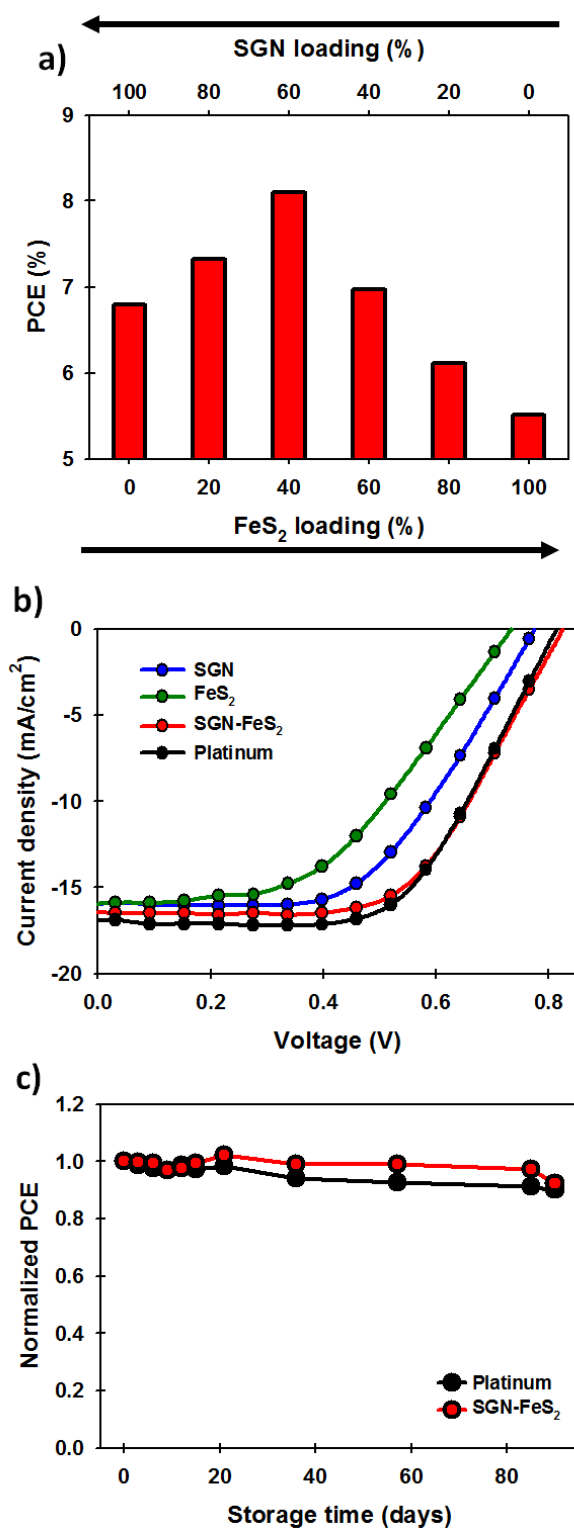 SGN loading (%)
a)
100 80 60 40 20 0
9
8
7
6
5
PCE (%)
0 20 40 60 80 100
FeS₂ loading (%)
b)
0
-5
-10
-15
-20
Current density (mA/cm²)
SGN
FeS₂
SGN-FeS₂
Platinum
0.0 0.2 0.4 0.6 0.8
Voltage (V)
c)
1.2
1.0
0.8
0.6
0.4
0.2
0.0
Normalized PCE
Platinum
SGN-FeS₂
0 20 40 60 80
Storage time (days)